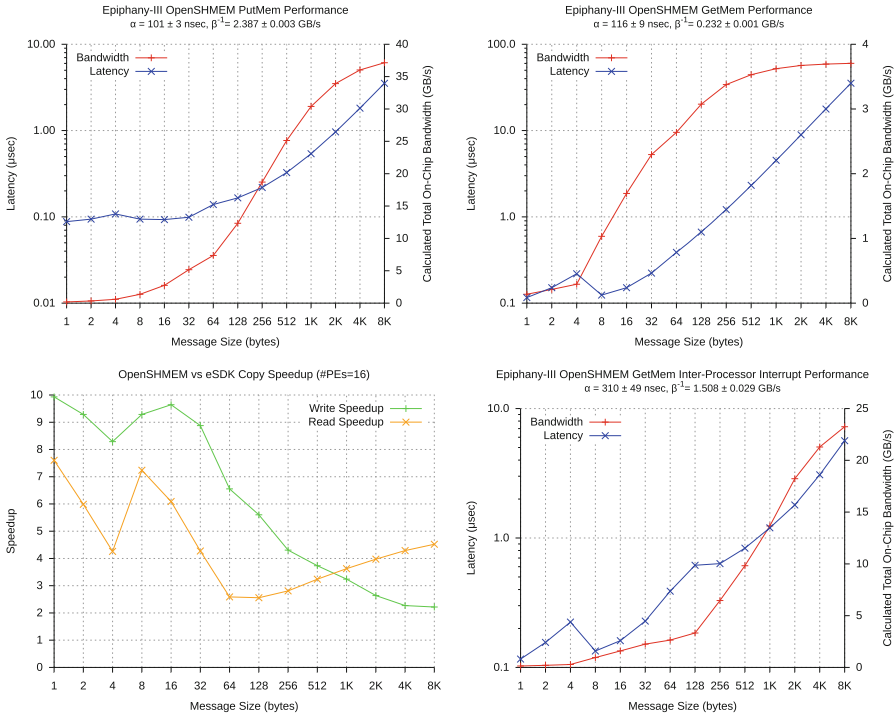 Epiphany-III OpenSHMEM PutMem Performance
α = 101 ± 3 nsec, β-1= 2.387 ± 0.003 GB/s
Bandwidth
Latency
10.00
1.00
0.10
0.01
Latency (μsec)
40
35
30
25
20
15
10
5
0
Calculated Total On-Chip Bandwidth (GB/s)
1 2 4 8 16 32 64 128 256 512 1K 2K 4K 8K
Message Size (bytes)
Epiphany-III OpenSHMEM GetMem Performance
α = 116 ± 9 nsec, β-1= 0.232 ± 0.001 GB/s
Bandwidth
Latency
100.0
10.0
1.0
0.1
Latency (μsec)
4
3
2
1
0
Calculated Total On-Chip Bandwidth (GB/s)
1 2 4 8 16 32 64 128 256 512 1K 2K 4K 8K
Message Size (bytes)
OpenSHMEM vs eSDK Copy Speedup (#PEs=16)
Write Speedup
Read Speedup
10
9
8
7
6
5
4
3
2
1
0
Speedup
1 2 4 8 16 32 64 128 256 512 1K 2K 4K 8K
Message Size (bytes)
Epiphany-III OpenSHMEM GetMem Inter-Processor Interrupt Performance
α = 310 ± 49 nsec, β-1= 1.508 ± 0.029 GB/s
Bandwidth
Latency
10.0
1.0
0.1
Latency (μsec)
25
20
15
10
5
0
Calculated Total On-Chip Bandwidth (GB/s)
1 2 4 8 16 32 64 128 256 512 1K 2K 4K 8K
Message Size (bytes)